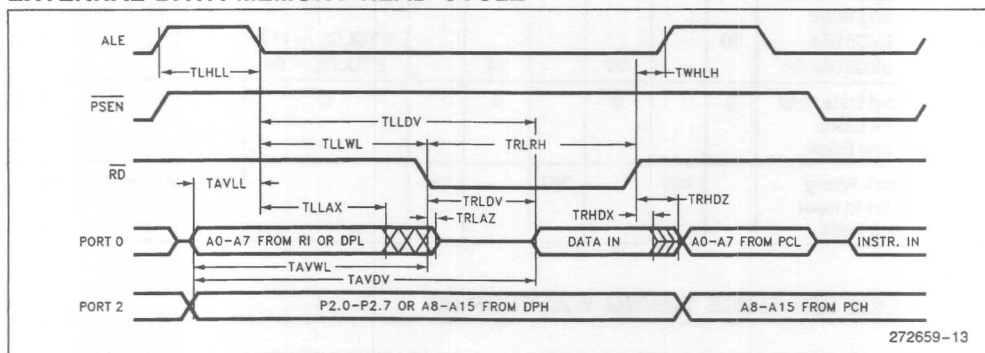 ALE
TLHLL
TWHLH
PSEN
TLLDV
TLLWL
TRLRH
RD
TAVLL
TLLAX
TRLDV
TRLAZ
TRHDX
TRHDZ
PORT 0
A0-A7 FROM RI OR DPL
DATA IN
A0-A7 FROM PCL
INSTR. IN
TAVWL
TAVDV
PORT 2
P2.0-P2.7 OR A8-A15 FROM DPH
A8-A15 FROM PCH
272659-13